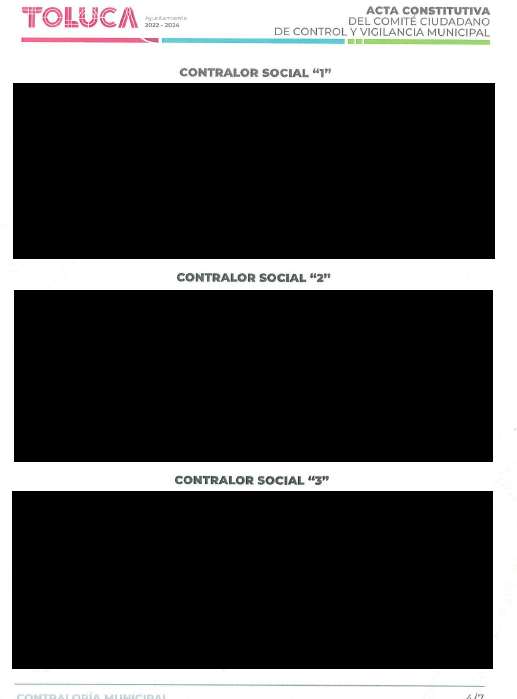 TOLUCA
Ayuntamiento
2022 - 2024
ACTA CONSTITUTIVA
DEL COMITÉ CIUDADANO
DE CONTROL Y VIGILANCIA MUNICIPAL
CONTRALOR SOCIAL “1”
CONTRALOR SOCIAL “2”
CONTRALOR SOCIAL “3”
CONTRALORÍA MUNICIPAL
4/7